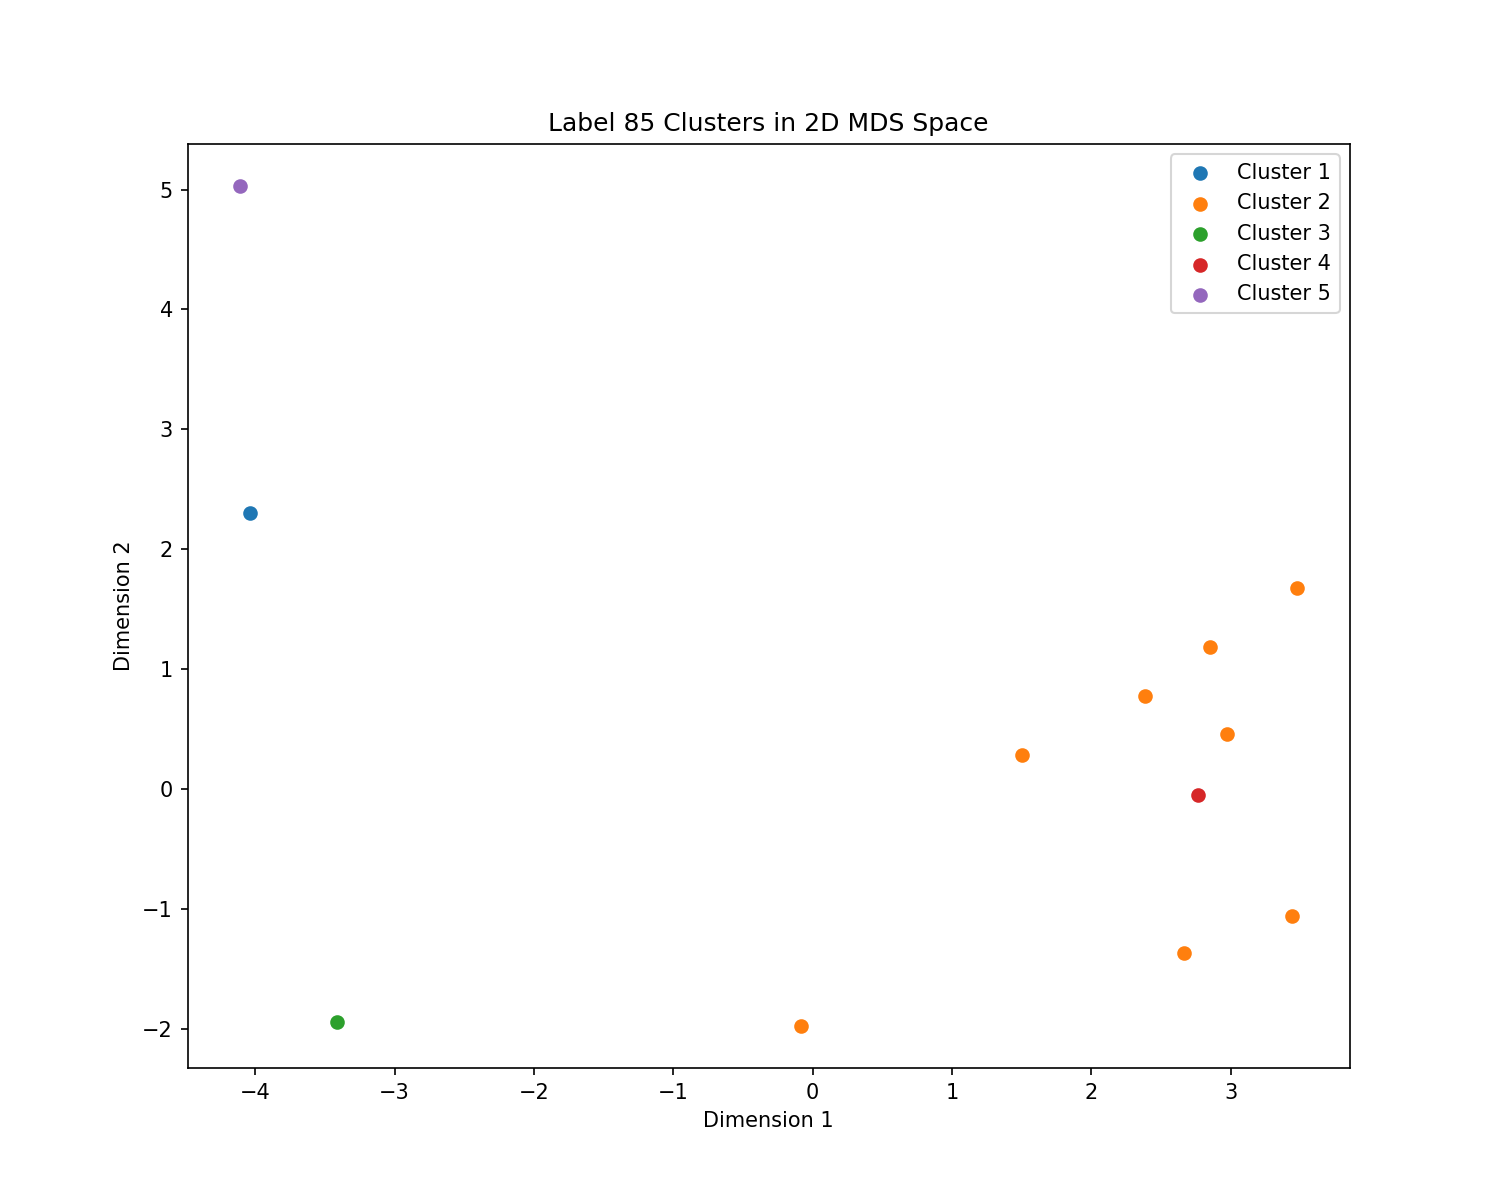 Label 85 Clusters in 2D MDS Space
Cluster 1
Cluster 2
Cluster 3
Cluster 4
Cluster 5
5
4
3
2
1
0
−1
−2
Dimension 2
−4
−3
−2
−1
0
1
2
3
Dimension 1